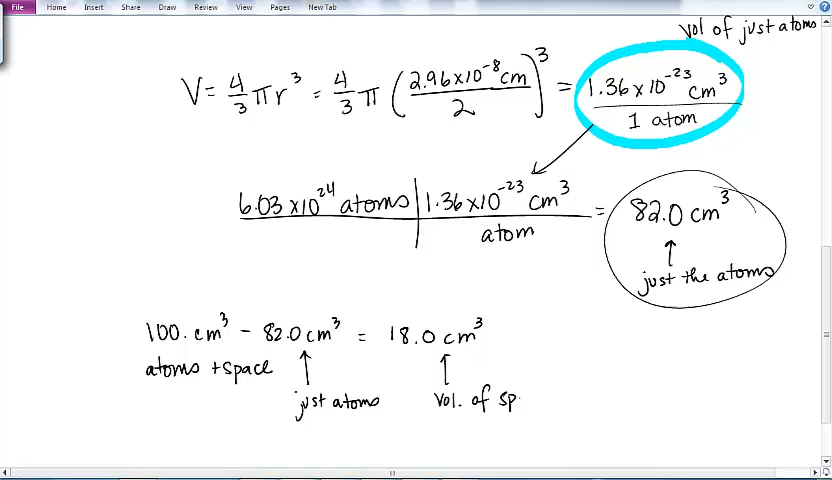 File Home Insert Share Draw Review View Pages New Tab
vol of just atoms
V = 4/3 πr³ = 4/3 π (2.96 x 10⁻⁸ cm / 2)³ = 1.36 x 10⁻²³ cm³ / 1 atom
6.03 x 10²⁴ atoms | 1.36 x 10⁻²³ cm³ / atom = 82.0 cm³
just the atoms
100. cm³ - 82.0 cm³ = 18.0 cm³
atoms + space
just atoms
vol. of sp